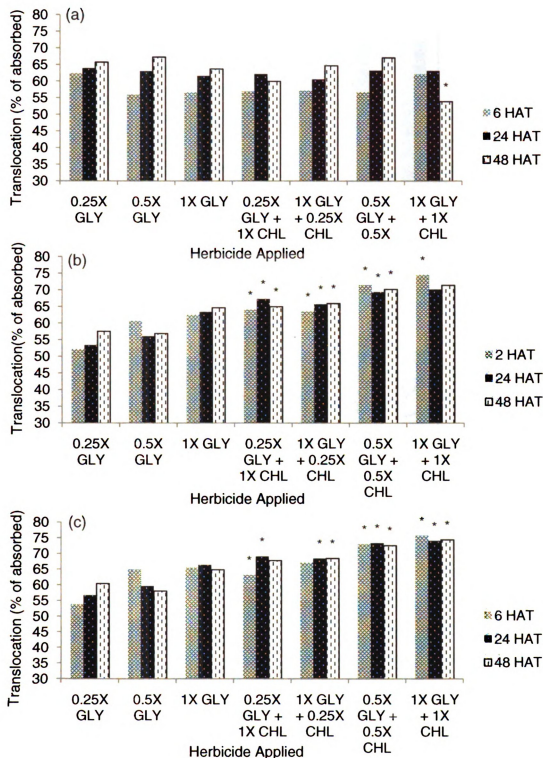 (a)
Translocation (% of absorbed)
70
65
60
55
50
45
40
35
30
0.25X GLY
0.5X GLY
1X GLY
0.25X GLY + 1X CHL
1X GLY + 0.25X CHL
0.5X GLY + 0.5X
1X GLY + 1X CHL
*
Herbicide Applied
6 HAT
24 HAT
48 HAT
(b)
Translocation(% of absorbed)
80
75
70
65
60
55
50
45
40
35
30
* * *
* * *
* * *
*
0.25X GLY
0.5X GLY
1X GLY
0.25X GLY + 1X CHL
1X GLY + 0.25X CHL
0.5X GLY + 0.5X CHL
1X GLY + 1X CHL
Herbicide Applied
2 HAT
24 HAT
48 HAT
(c)
Translocation (% of absorbed)
80
75
70
65
60
55
50
45
40
35
30
* *
* *
* * *
* * *
0.25X GLY
0.5X GLY
1X GLY
0.25X GLY + 1X CHL
1X GLY + 0.25X CHL
0.5X GLY + 0.5X CHL
1X GLY + 1X CHL
Herbicide Applied
6 HAT
24 HAT
48 HAT